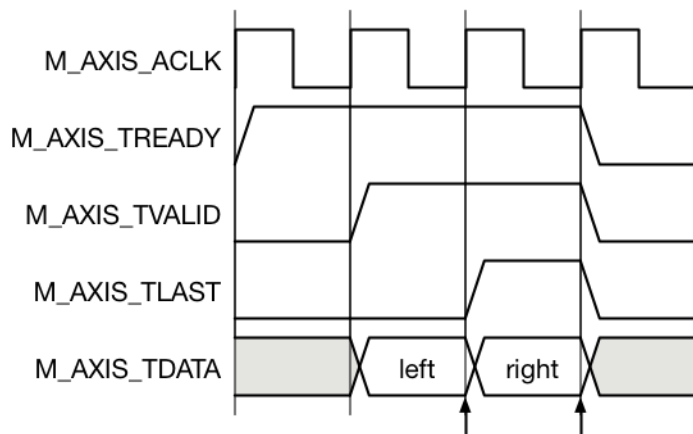 M_AXIS_ACLK
M_AXIS_TREADY
M_AXIS_TVALID
M_AXIS_TLAST
M_AXIS_TDATA left right